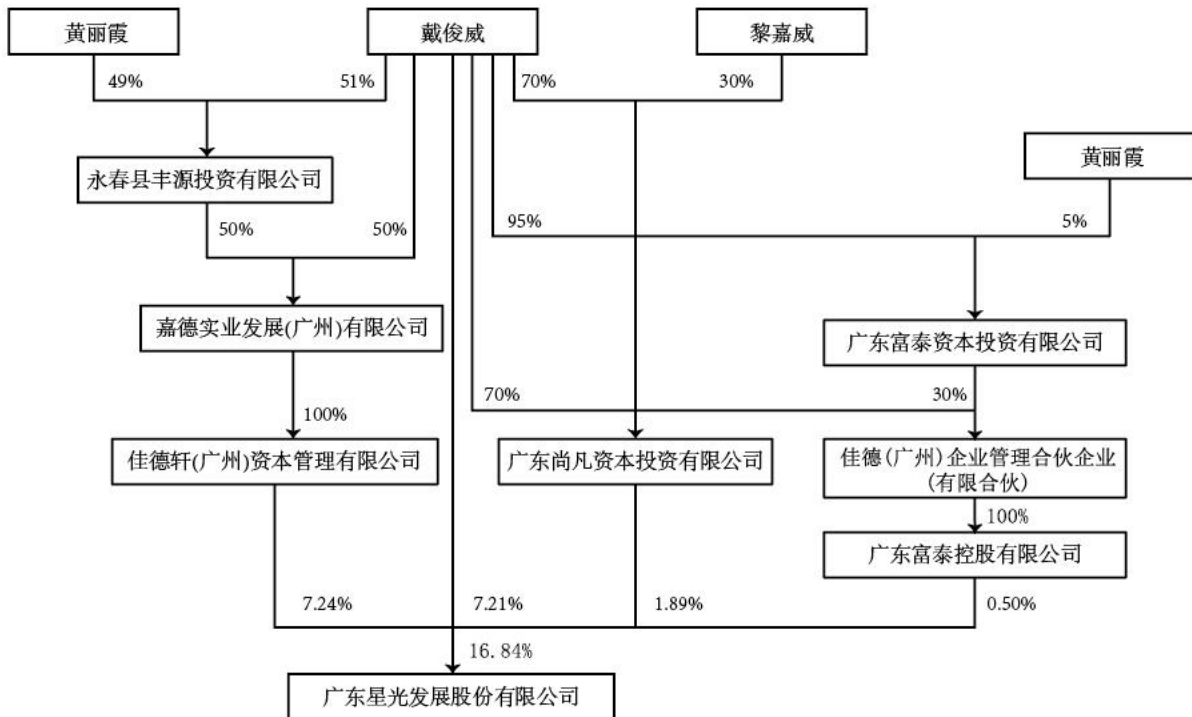 黄丽霞
戴俊威
黎嘉威
49%
51%
70%
30%
黄丽霞
永春县丰源投资有限公司
50%
50%
95%
5%
嘉德实业发展(广州)有限公司
广东富泰资本投资有限公司
100%
70%
30%
佳德轩(广州)资本管理有限公司
广东尚凡资本投资有限公司
佳德(广州)企业管理合伙企业
(有限合伙)
100%
广东富泰控股有限公司
7.24%
7.21%
1.89%
0.50%
16.84%
广东星光发展股份有限公司